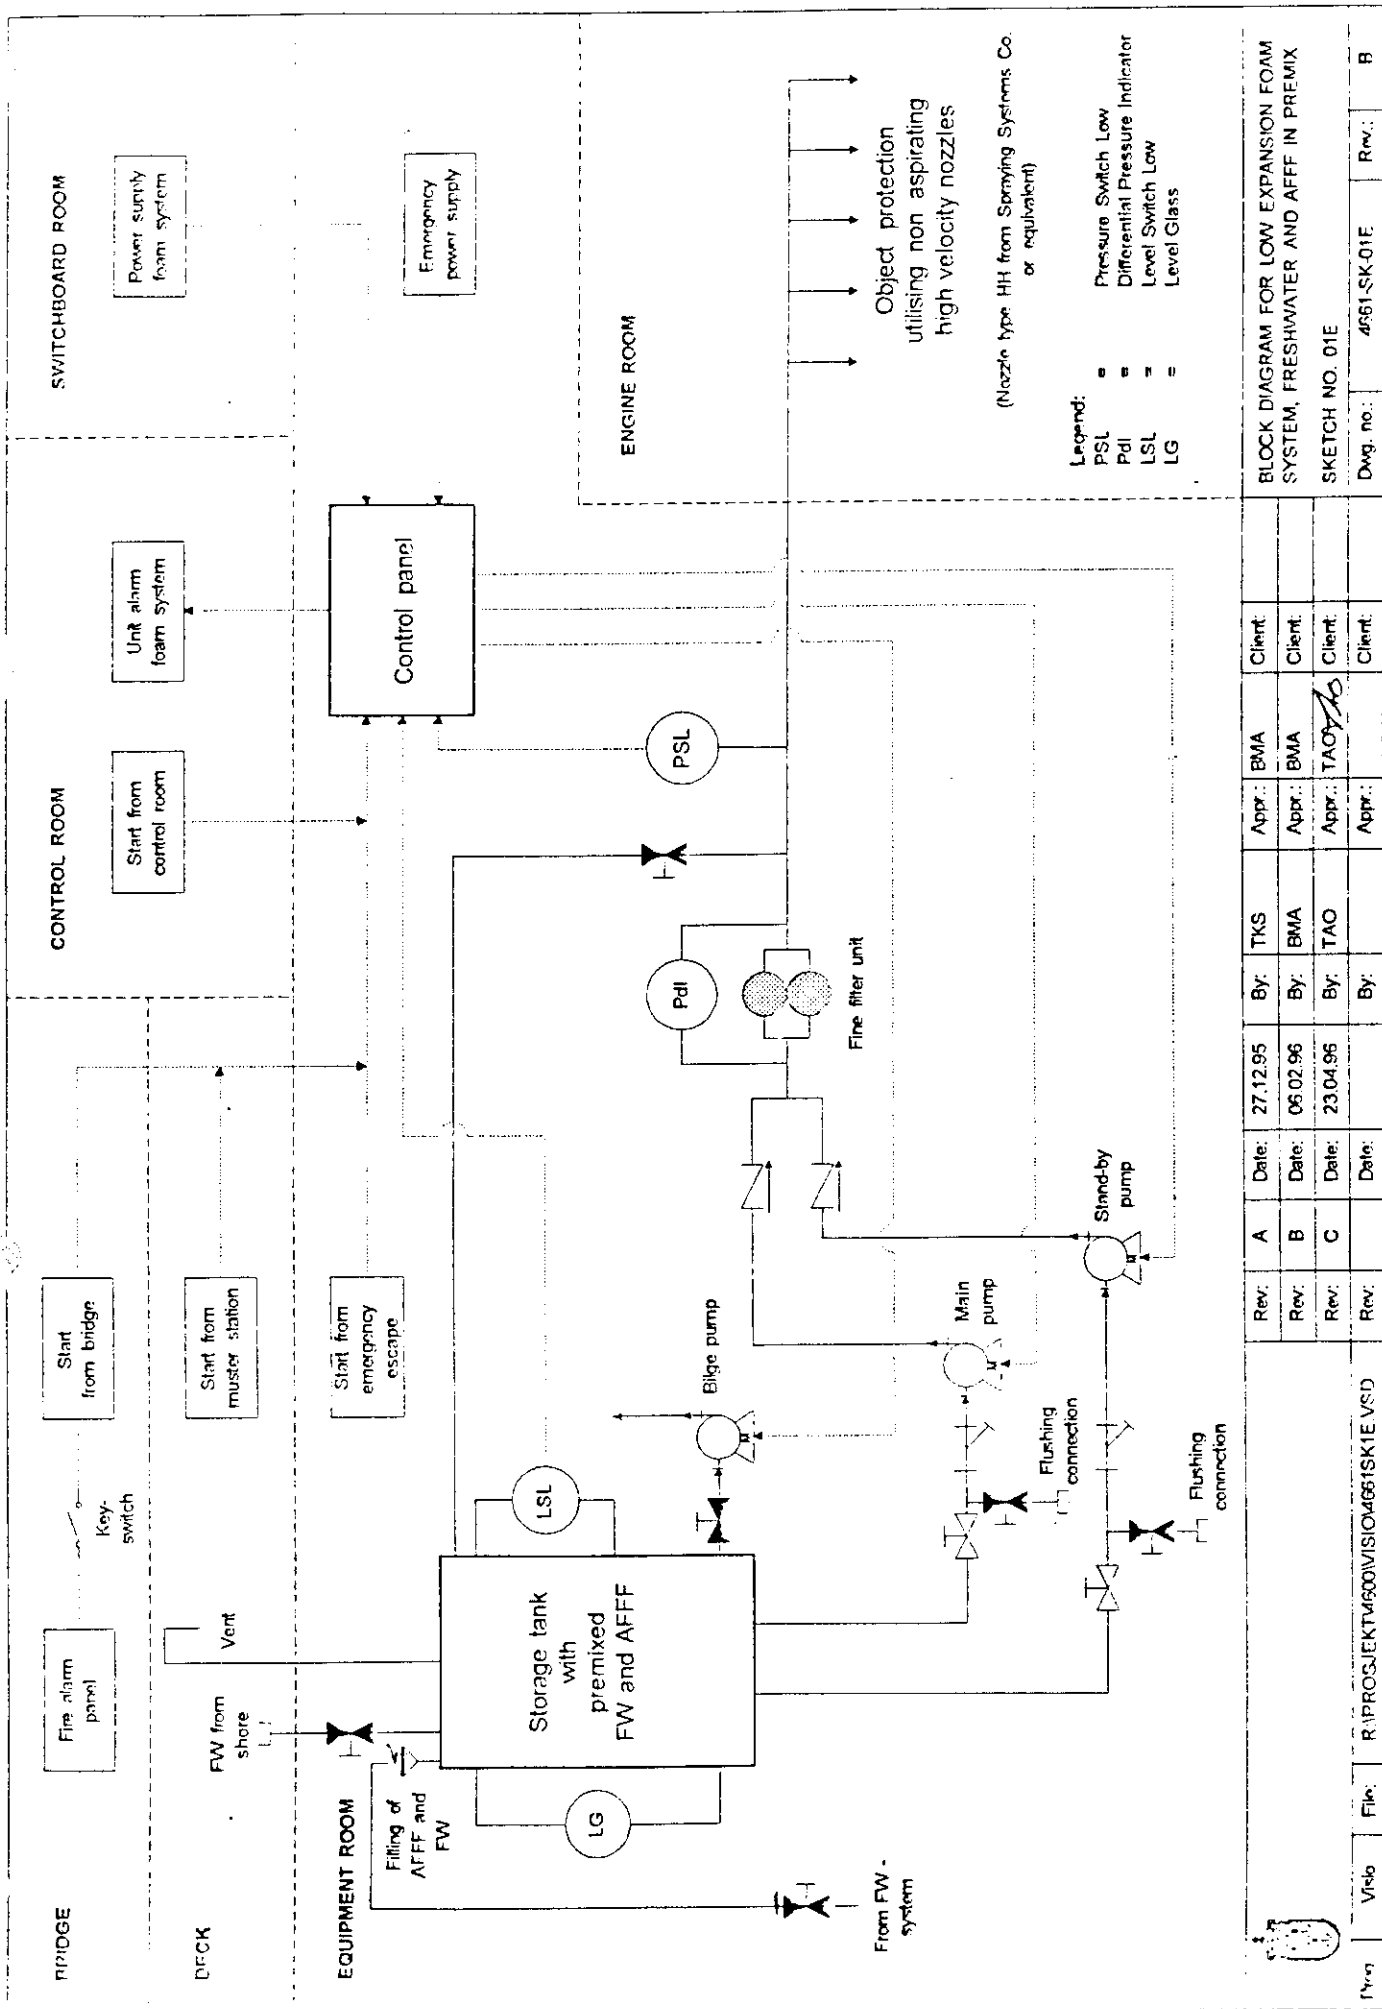 BRIDGE
Fire alarm
panel
Key-
switch
Start
from bridge
DECK
FW from
shore
Vent
Start from
muster station
CONTROL ROOM
Start from
control room
Unit alarm
foam system
SWITCHBOARD ROOM
Power supply
foam system
Emergency
power supply
EQUIPMENT ROOM
Filling of
AFFF and
FW
Start from
emergency
escape
Control panel
LG
Storage tank
with
premixed
FW and AFFF
LSL
Bilge pump
PdI
PSL
Fine filter unit
From FW -
system
Main
pump
Flushing
connection
Stand-by
pump
Flushing
connection
ENGINE ROOM
Object protection
utilising non aspirating
high velocity nozzles
(Nozzle type HH from Spraying Systems Co.
or equivalent)
Legend:
PSL = Pressure Switch Low
PdI = Differential Pressure Indicator
LSL = Level Switch Low
LG = Level Glass
Rev: A Date: 27.12.95 By: TKS Appr.: BMA Client:
Rev: B Date: 06.02.96 By: BMA Appr.: BMA Client:
Rev: C Date: 23.04.96 By: TAO Appr.: TAO Client:
Rev: Date: By: Appr.: Client:
BLOCK DIAGRAM FOR LOW EXPANSION FOAM
SYSTEM, FRESHWATER AND AFFF IN PREMIX
SKETCH NO. 01E
Visio File: R:\PROSJEKT\4600\VISIO\4661SK1E.VSD
Dwg. no.: 4661-SK-01E Rev.: B